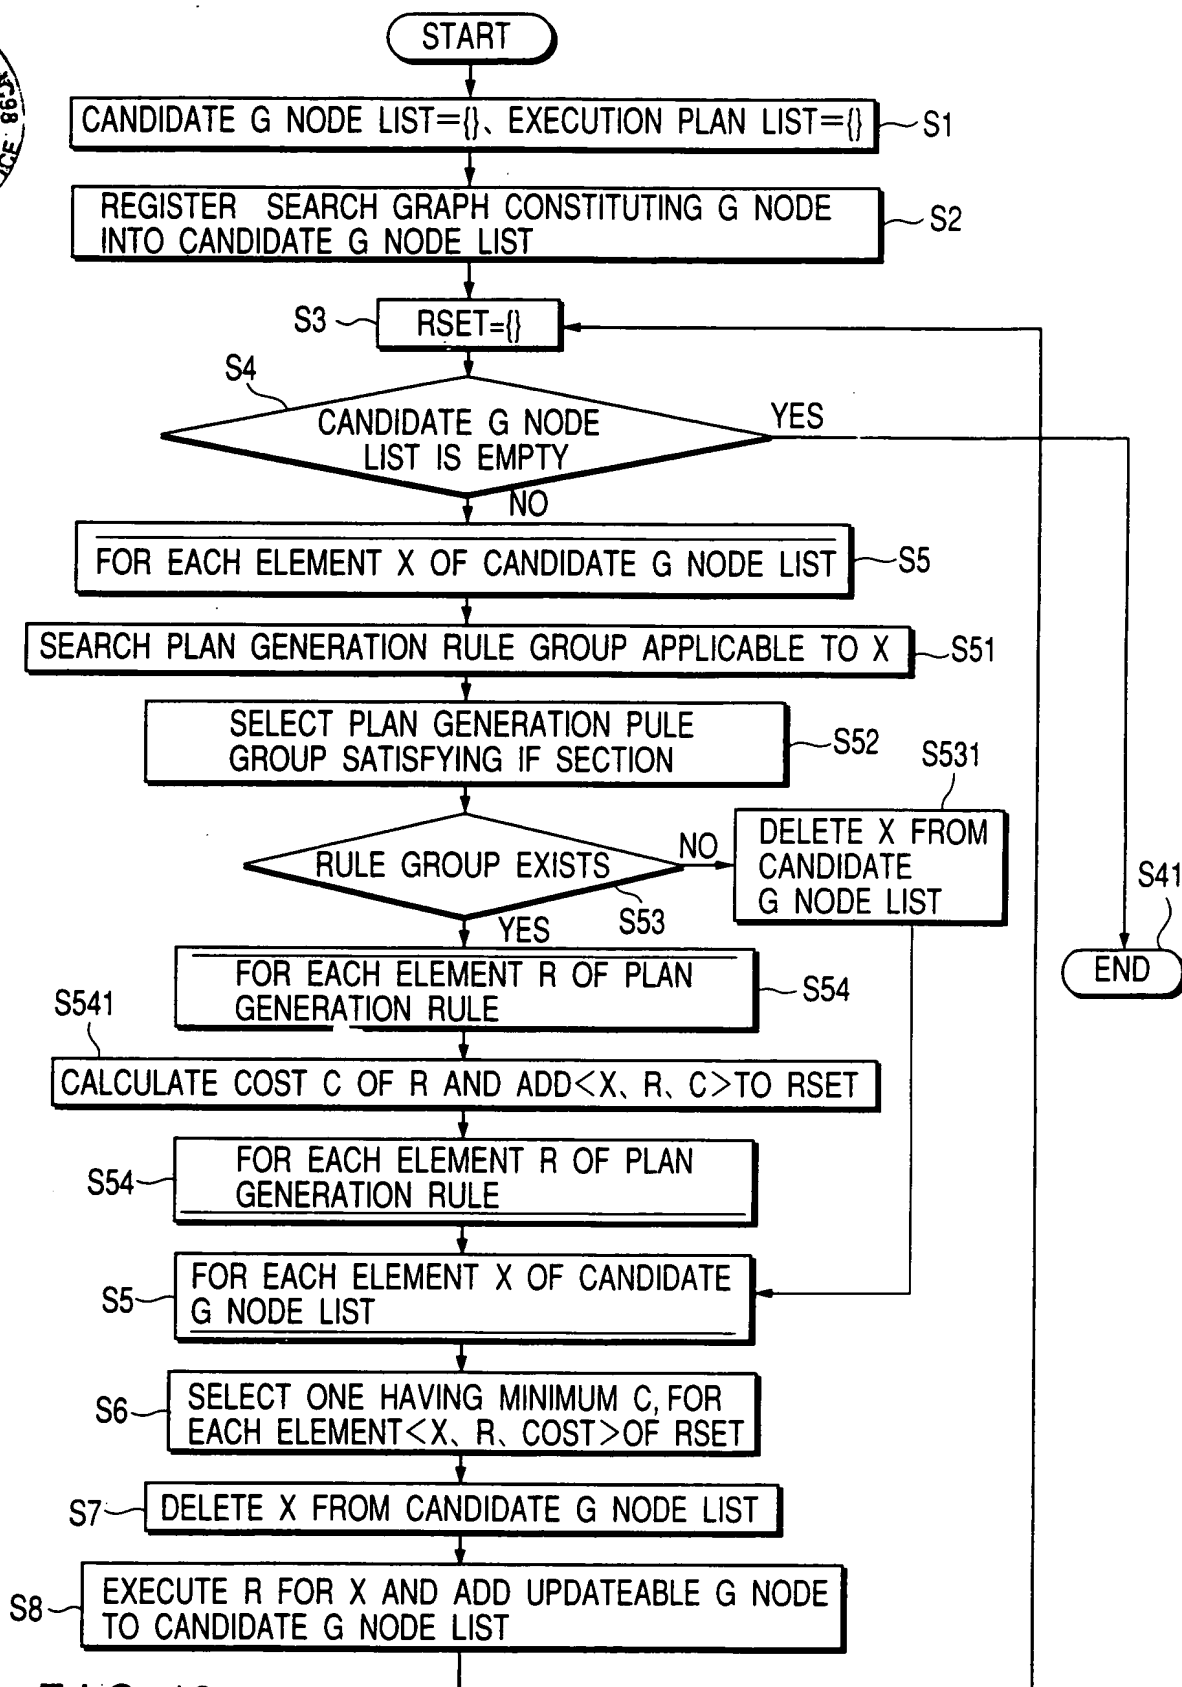 START
CANDIDATE G NODE LIST={}、EXECUTION PLAN LIST={}
S1
REGISTER SEARCH GRAPH CONSTITUTING G NODE
INTO CANDIDATE G NODE LIST
S2
S3
RSET={}
S4
CANDIDATE G NODE
LIST IS EMPTY
YES
NO
FOR EACH ELEMENT X OF CANDIDATE G NODE LIST
S5
SEARCH PLAN GENERATION RULE GROUP APPLICABLE TO X
S51
SELECT PLAN GENERATION PULE
GROUP SATISFYING IF SECTION
S52
S531
RULE GROUP EXISTS
NO
S53
YES
DELETE X FROM
CANDIDATE
G NODE LIST
S41
END
FOR EACH ELEMENT R OF PLAN
GENERATION RULE
S54
S541
CALCULATE COST C OF R AND ADD<X、R、C>TO RSET
S54
FOR EACH ELEMENT R OF PLAN
GENERATION RULE
S5
FOR EACH ELEMENT X OF CANDIDATE
G NODE LIST
S6
SELECT ONE HAVING MINIMUM C, FOR
EACH ELEMENT<X、R、COST>OF RSET
S7
DELETE X FROM CANDIDATE G NODE LIST
S8
EXECUTE R FOR X AND ADD UPDATEABLE G NODE
TO CANDIDATE G NODE LIST